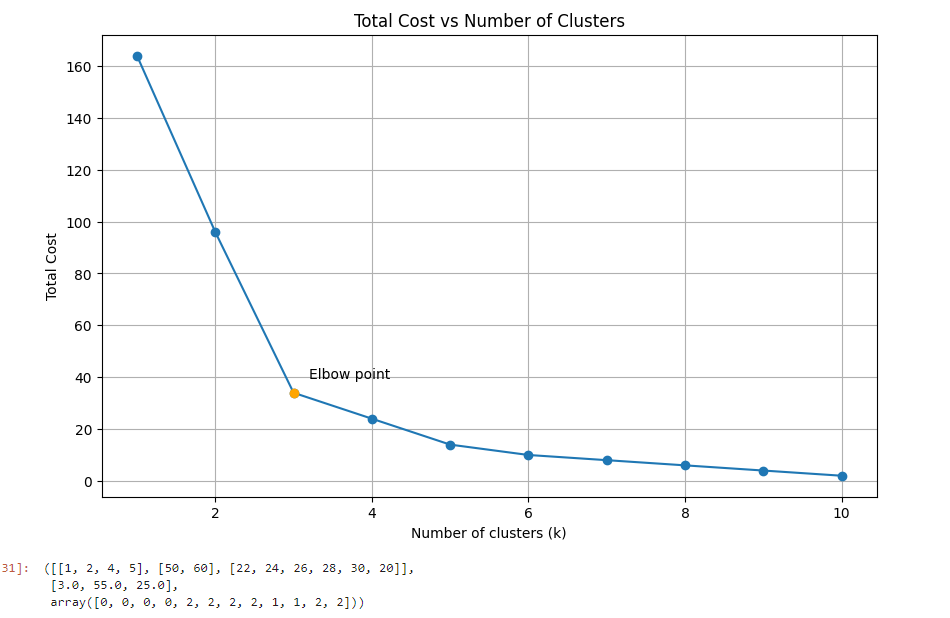 Total Cost vs Number of Clusters
160
140
120
100
80
60
40
20
0
Total Cost
Elbow point
2 4 6 8 10
Number of clusters (k)
31]: ([[1, 2, 4, 5], [50, 60], [22, 24, 26, 28, 30, 20]],
[3.0, 55.0, 25.0],
array([0, 0, 0, 0, 2, 2, 2, 2, 1, 1, 2, 2]))